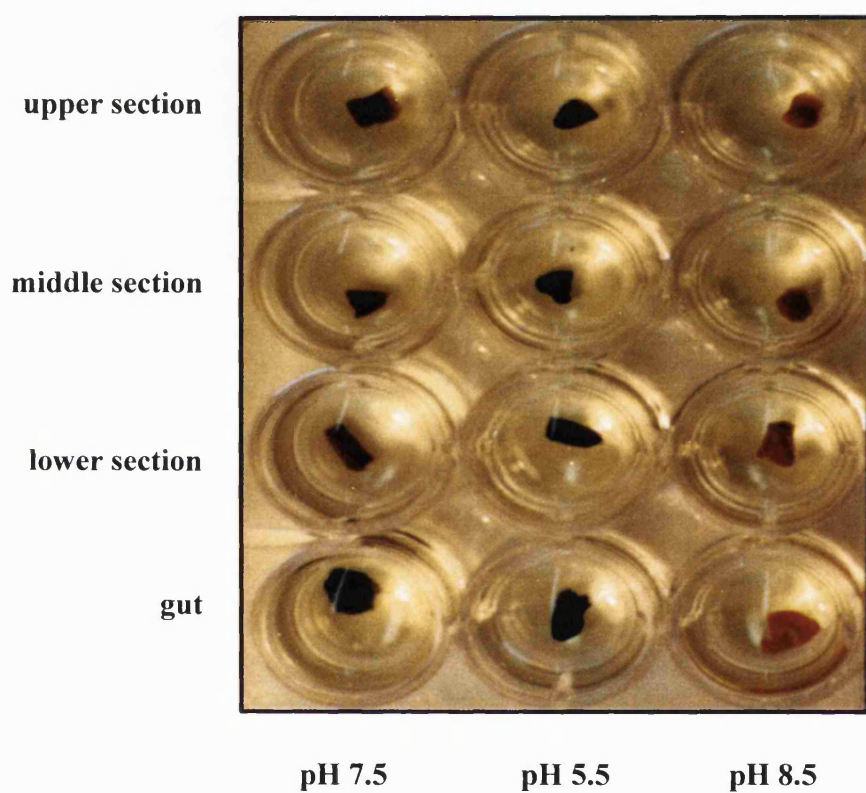 upper section
middle section
lower section
gut
pH 7.5 pH 5.5 pH 8.5